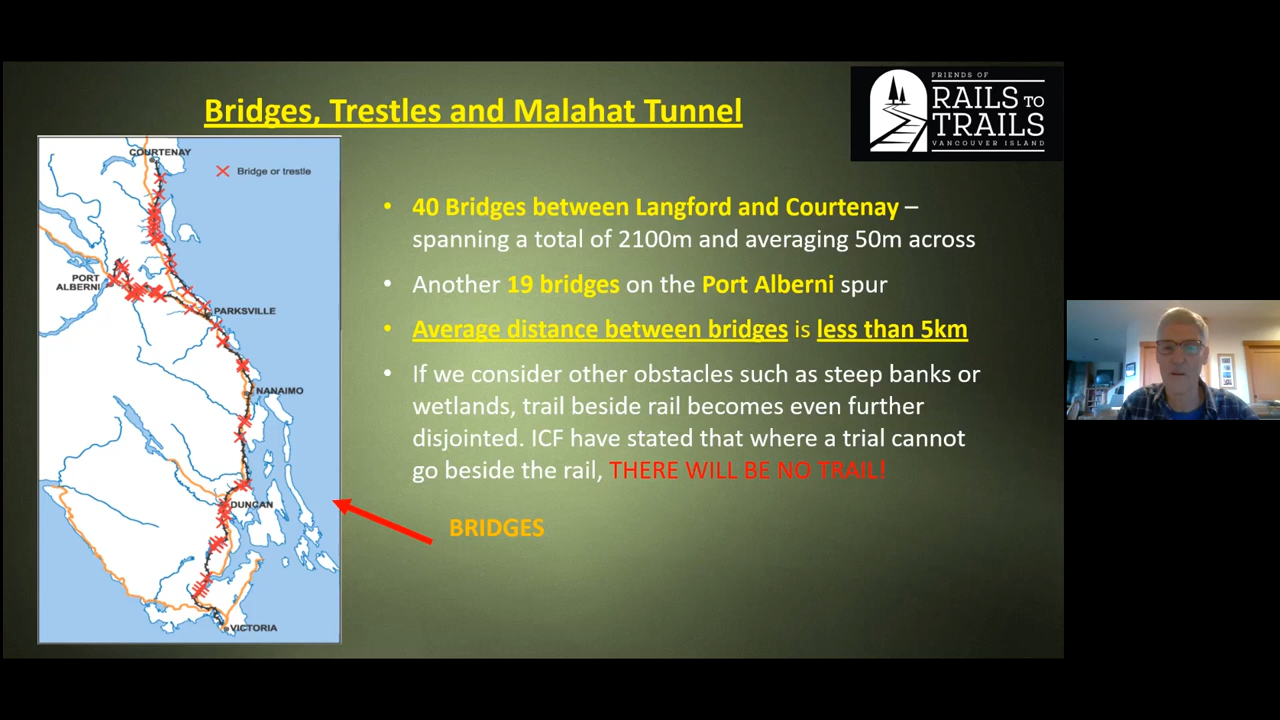 Bridges, Trestles and Malahat Tunnel
FRIENDS OF
RAILS TO
TRAILS
VANCOUVER ISLAND
COURTENAY
Bridge or trestle
PORT
ALBERNI
PARKSVILLE
NANAIMO
DUNCAN
VICTORIA
• 40 Bridges between Langford and Courtenay –
spanning a total of 2100m and averaging 50m across
• Another 19 bridges on the Port Alberni spur
• Average distance between bridges is less than 5km
• If we consider other obstacles such as steep banks or
wetlands, trail beside rail becomes even further
disjointed. ICF have stated that where a trial cannot
go beside the rail, THERE WILL BE NO TRAIL!
BRIDGES